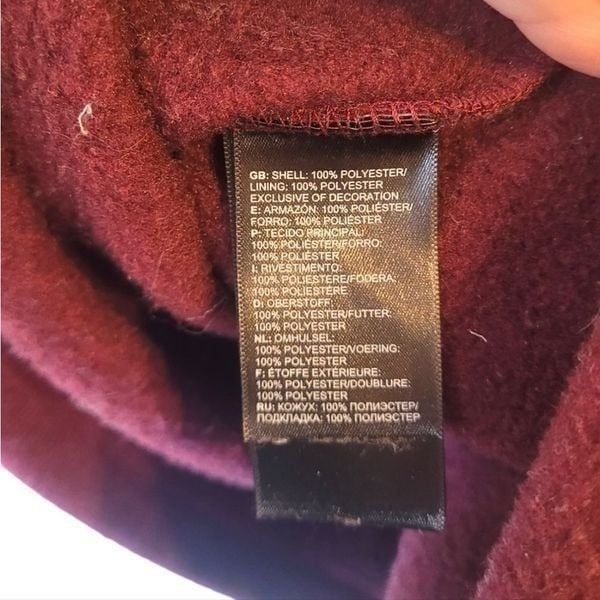 GB: SHELL: 100% POLYESTER/
LINING: 100% POLYESTER
EXCLUSIVE OF DECORATION
E: ARMAZÓN: 100% POLIÉSTER/
FORRO: 100% POLIÉSTER
P: TECIDO PRINCIPAL:
100% POLIÉSTER/FORRO:
100% POLIÉSTER
I: RIVESTIMENTO:
100% POLIESTERE/FODERA:
100% POLIESTERE
D: OBERSTOFF:
100% POLYESTER/FUTTER:
100% POLYESTER
NL: OMHULSEL:
100% POLYESTER/VOERING:
100% POLYESTER
F: ÉTOFFE EXTÉRIEURE:
100% POLYESTER/DOUBLURE:
100% POLYESTER
RU: КОЖУХ: 100% ПОЛИЭСТЕР/
ПОДКЛАДКА: 100% ПОЛИЭСТЕР